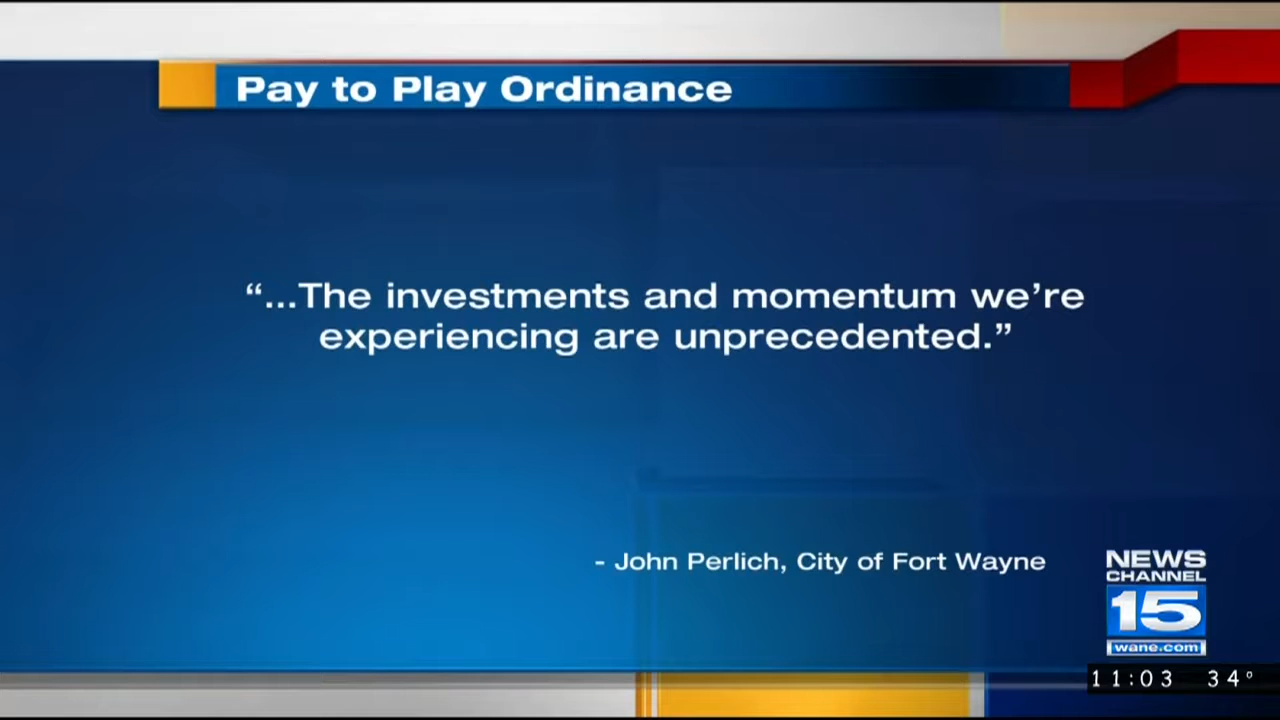 Pay to Play Ordinance
“...The investments and momentum we’re
experiencing are unprecedented.”
- John Perlich, City of Fort Wayne
NEWS
CHANNEL
15
wane.com
11:03 34°